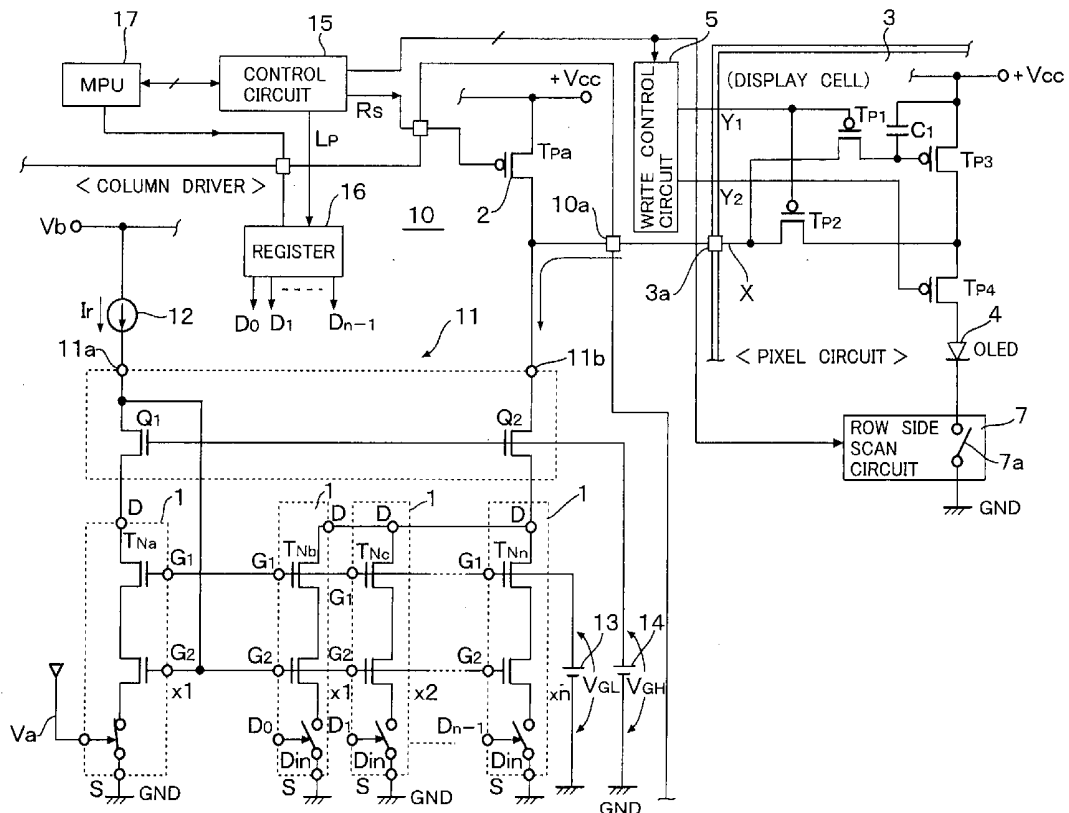 17
15
5
3
MPU
CONTROL CIRCUIT
Rs
LP
+Vcc
WRITE CONTROL CIRCUIT
(DISPLAY CELL)
+Vcc
Y1
TP1
C1
TP3
Y2
TP2
< COLUMN DRIVER >
16
10
TPa
2
10a
REGISTER
Vb
D0 D1 Dn-1
3a
X
TP4
4
OLED
< PIXEL CIRCUIT >
Ir
12
11
11a
11b
Q1
Q2
ROW SIDE SCAN CIRCUIT
7
7a
GND
D
1
TNa
G1
1
D
TNb
G1
1
D
TNc
G1
1
D
TNn
G1
G2
x1
G2
x1
G2
x2
G2
xn
13
VGL
14
VGH
Va
D0
D1
Dn-1
Din
Din
Din
S
GND
S
S
S
GND